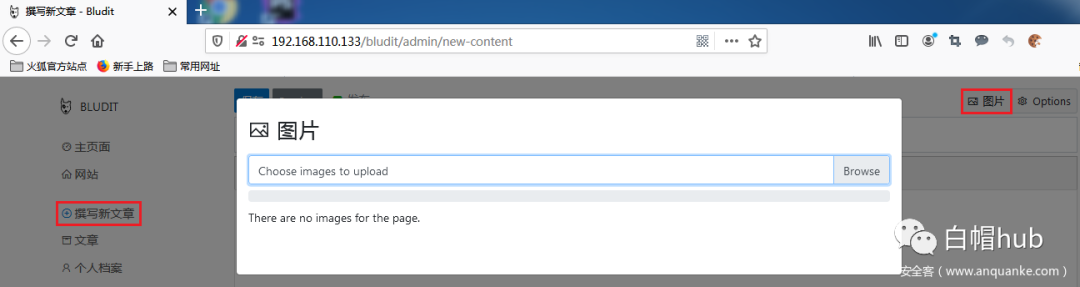 撰写新文章 - Bludit
192.168.110.133/bludit/admin/new-content
火狐官方站点 新手上路 常用网址
BLUDIT
图片 Options
图片
主页面
Choose images to upload Browse
网站
撰写新文章
There are no images for the page.
文章
个人档案
白帽hub
安全客（www.anquanke.com）